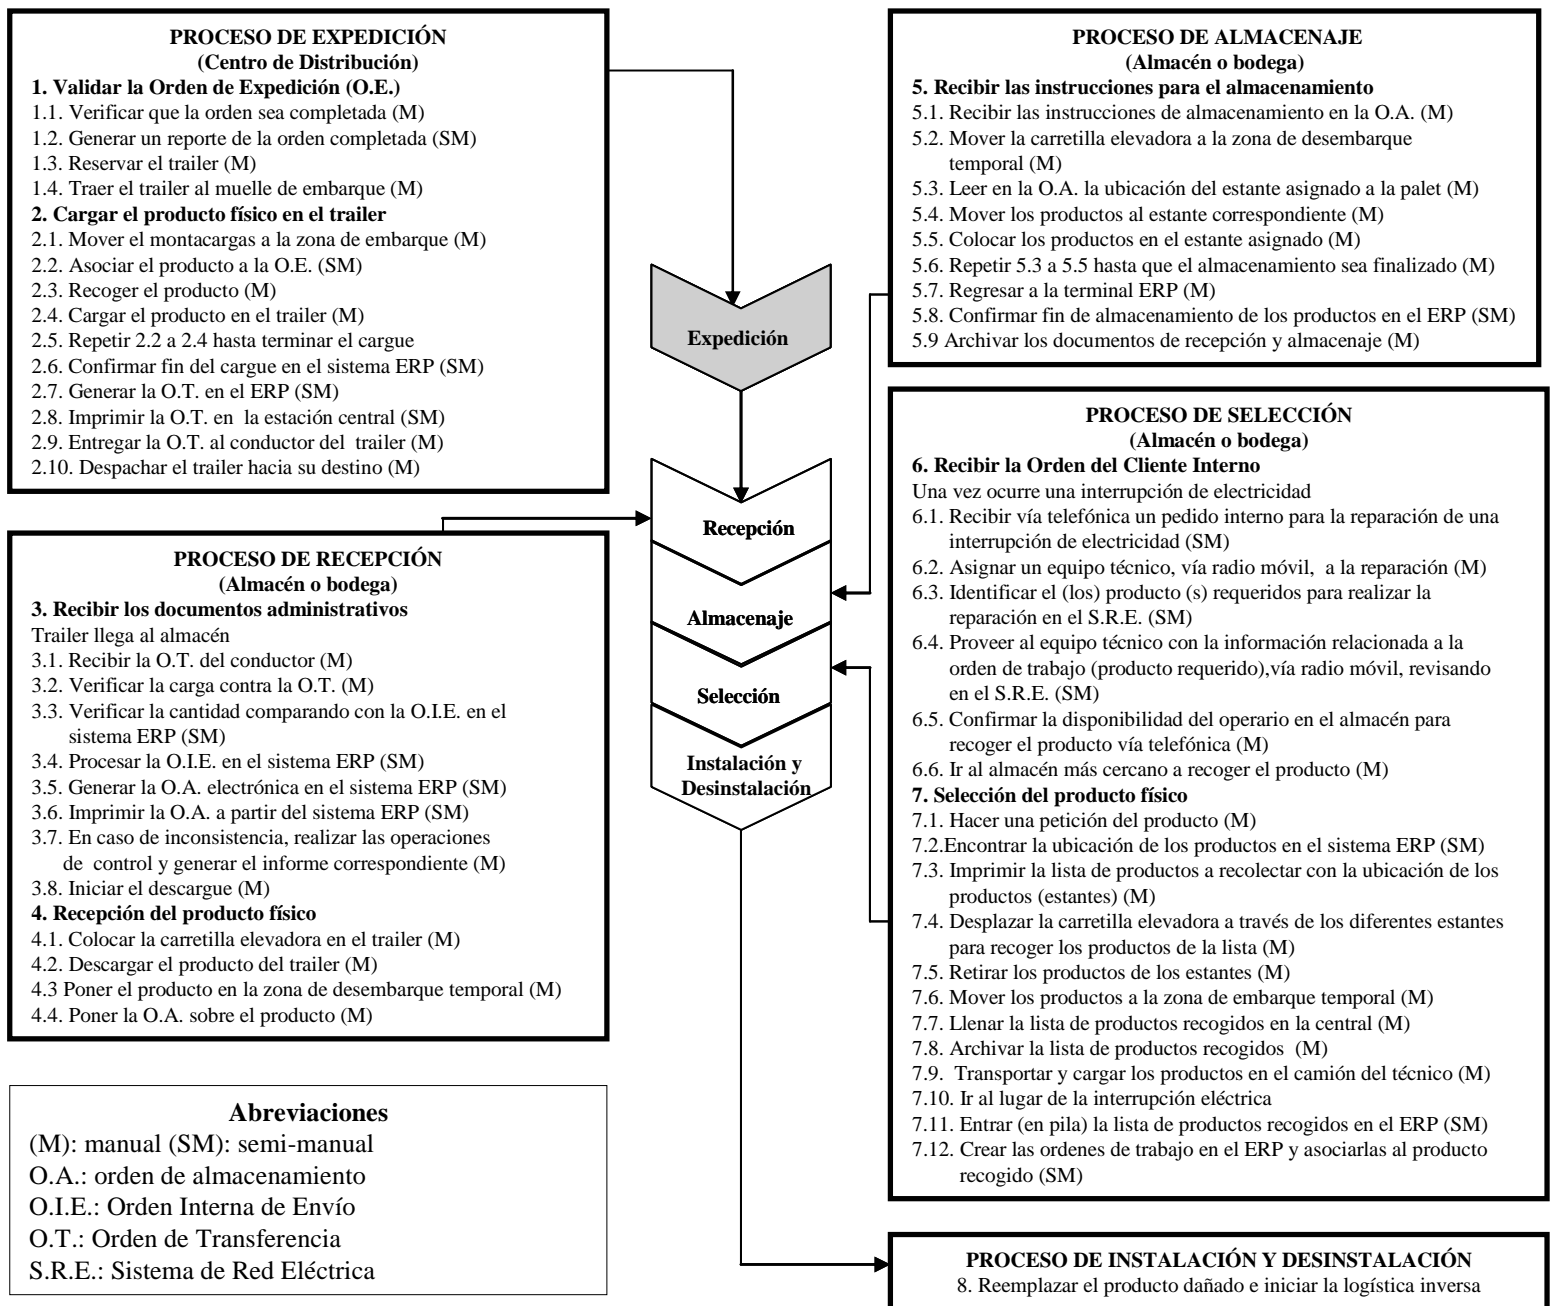 PROCESO DE EXPEDICIÓN
(Centro de Distribución)
1. Validar la Orden de Expedición (O.E.)
1.1. Verificar que la orden sea completada (M)
1.2. Generar un reporte de la orden completada (SM)
1.3. Reservar el trailer (M)
1.4. Traer el trailer al muelle de embarque (M)
2. Cargar el producto físico en el trailer
2.1. Mover el montacargas a la zona de embarque (M)
2.2. Asociar el producto a la O.E. (SM)
2.3. Recoger el producto (M)
2.4. Cargar el producto en el trailer (M)
2.5. Repetir 2.2 a 2.4 hasta terminar el cargue
2.6. Confirmar fin del cargue en el sistema ERP (SM)
2.7. Generar la O.T. en el ERP (SM)
2.8. Imprimir la O.T. en la estación central (SM)
2.9. Entregar la O.T. al conductor del trailer (M)
2.10. Despachar el trailer hacia su destino (M)
PROCESO DE RECEPCIÓN
(Almacén o bodega)
3. Recibir los documentos administrativos
Trailer llega al almacén
3.1. Recibir la O.T. del conductor (M)
3.2. Verificar la carga contra la O.T. (M)
3.3. Verificar la cantidad comparando con la O.I.E. en el
sistema ERP (SM)
3.4. Procesar la O.I.E. en el sistema ERP (SM)
3.5. Generar la O.A. electrónica en el sistema ERP (SM)
3.6. Imprimir la O.A. a partir del sistema ERP (SM)
3.7. En caso de inconsistencia, realizar las operaciones
de control y generar el informe correspondiente (M)
3.8. Iniciar el descargue (M)
4. Recepción del producto físico
4.1. Colocar la carretilla elevadora en el trailer (M)
4.2. Descargar el producto del trailer (M)
4.3 Poner el producto en la zona de desembarque temporal (M)
4.4. Poner la O.A. sobre el producto (M)
Abreviaciones
(M): manual (SM): semi-manual
O.A.: orden de almacenamiento
O.I.E.: Orden Interna de Envío
O.T.: Orden de Transferencia
S.R.E.: Sistema de Red Eléctrica
Expedición
Recepción
Almacenaje
Selección
Instalación y
Desinstalación
PROCESO DE ALMACENAJE
(Almacén o bodega)
5. Recibir las instrucciones para el almacenamiento
5.1. Recibir las instrucciones de almacenamiento en la O.A. (M)
5.2. Mover la carretilla elevadora a la zona de desembarque
temporal (M)
5.3. Leer en la O.A. la ubicación del estante asignado a la palet (M)
5.4. Mover los productos al estante correspondiente (M)
5.5. Colocar los productos en el estante asignado (M)
5.6. Repetir 5.3 a 5.5 hasta que el almacenamiento sea finalizado (M)
5.7. Regresar a la terminal ERP (M)
5.8. Confirmar fin de almacenamiento de los productos en el ERP (SM)
5.9 Archivar los documentos de recepción y almacenaje (M)
PROCESO DE SELECCIÓN
(Almacén o bodega)
6. Recibir la Orden del Cliente Interno
Una vez ocurre una interrupción de electricidad
6.1. Recibir vía telefónica un pedido interno para la reparación de una
interrupción de electricidad (SM)
6.2. Asignar un equipo técnico, vía radio móvil, a la reparación (M)
6.3. Identificar el (los) producto (s) requeridos para realizar la
reparación en el S.R.E. (SM)
6.4. Proveer al equipo técnico con la información relacionada a la
orden de trabajo (producto requerido),vía radio móvil, revisando
en el S.R.E. (SM)
6.5. Confirmar la disponibilidad del operario en el almacén para
recoger el producto vía telefónica (M)
6.6. Ir al almacén más cercano a recoger el producto (M)
7. Selección del producto físico
7.1. Hacer una petición del producto (M)
7.2.Encontrar la ubicación de los productos en el sistema ERP (SM)
7.3. Imprimir la lista de productos a recolectar con la ubicación de los
productos (estantes) (M)
7.4. Desplazar la carretilla elevadora a través de los diferentes estantes
para recoger los productos de la lista (M)
7.5. Retirar los productos de los estantes (M)
7.6. Mover los productos a la zona de embarque temporal (M)
7.7. Llenar la lista de productos recogidos en la central (M)
7.8. Archivar la lista de productos recogidos (M)
7.9. Transportar y cargar los productos en el camión del técnico (M)
7.10. Ir al lugar de la interrupción eléctrica
7.11. Entrar (en pila) la lista de productos recogidos en el ERP (SM)
7.12. Crear las ordenes de trabajo en el ERP y asociarlas al producto
recogido (SM)
PROCESO DE INSTALACIÓN Y DESINSTALACIÓN
8. Reemplazar el producto dañado e iniciar la logística inversa